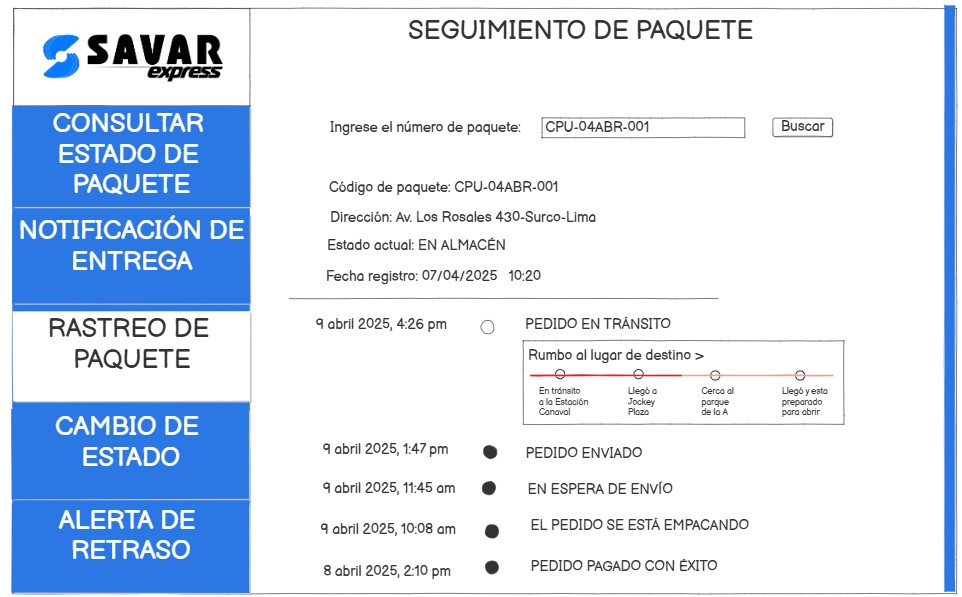 SAVAR
express
CONSULTAR
ESTADO DE
PAQUETE
NOTIFICACIÓN DE
ENTREGA
RASTREO DE
PAQUETE
CAMBIO DE
ESTADO
ALERTA DE
RETRASO
SEGUIMIENTO DE PAQUETE
Ingrese el número de paquete: CPU-04ABR-001 Buscar
Código de paquete: CPU-04ABR-001
Dirección: Av. Los Rosales 430-Surco-Lima
Estado actual: EN ALMACÉN
Fecha registro: 07/04/2025 10:20
9 abril 2025, 4:26 pm PEDIDO EN TRÁNSITO
Rumbo al lugar de destino >
En tránsito
a la Estación
Canaval
Llegó a
Jockey
Plaza
Cerca al
parque
de la A
Llegó y esta
preparado
para abrir
9 abril 2025, 1:47 pm PEDIDO ENVIADO
9 abril 2025, 11:45 am EN ESPERA DE ENVÍO
9 abril 2025, 10:08 am EL PEDIDO SE ESTÁ EMPACANDO
8 abril 2025, 2:10 pm PEDIDO PAGADO CON ÉXITO